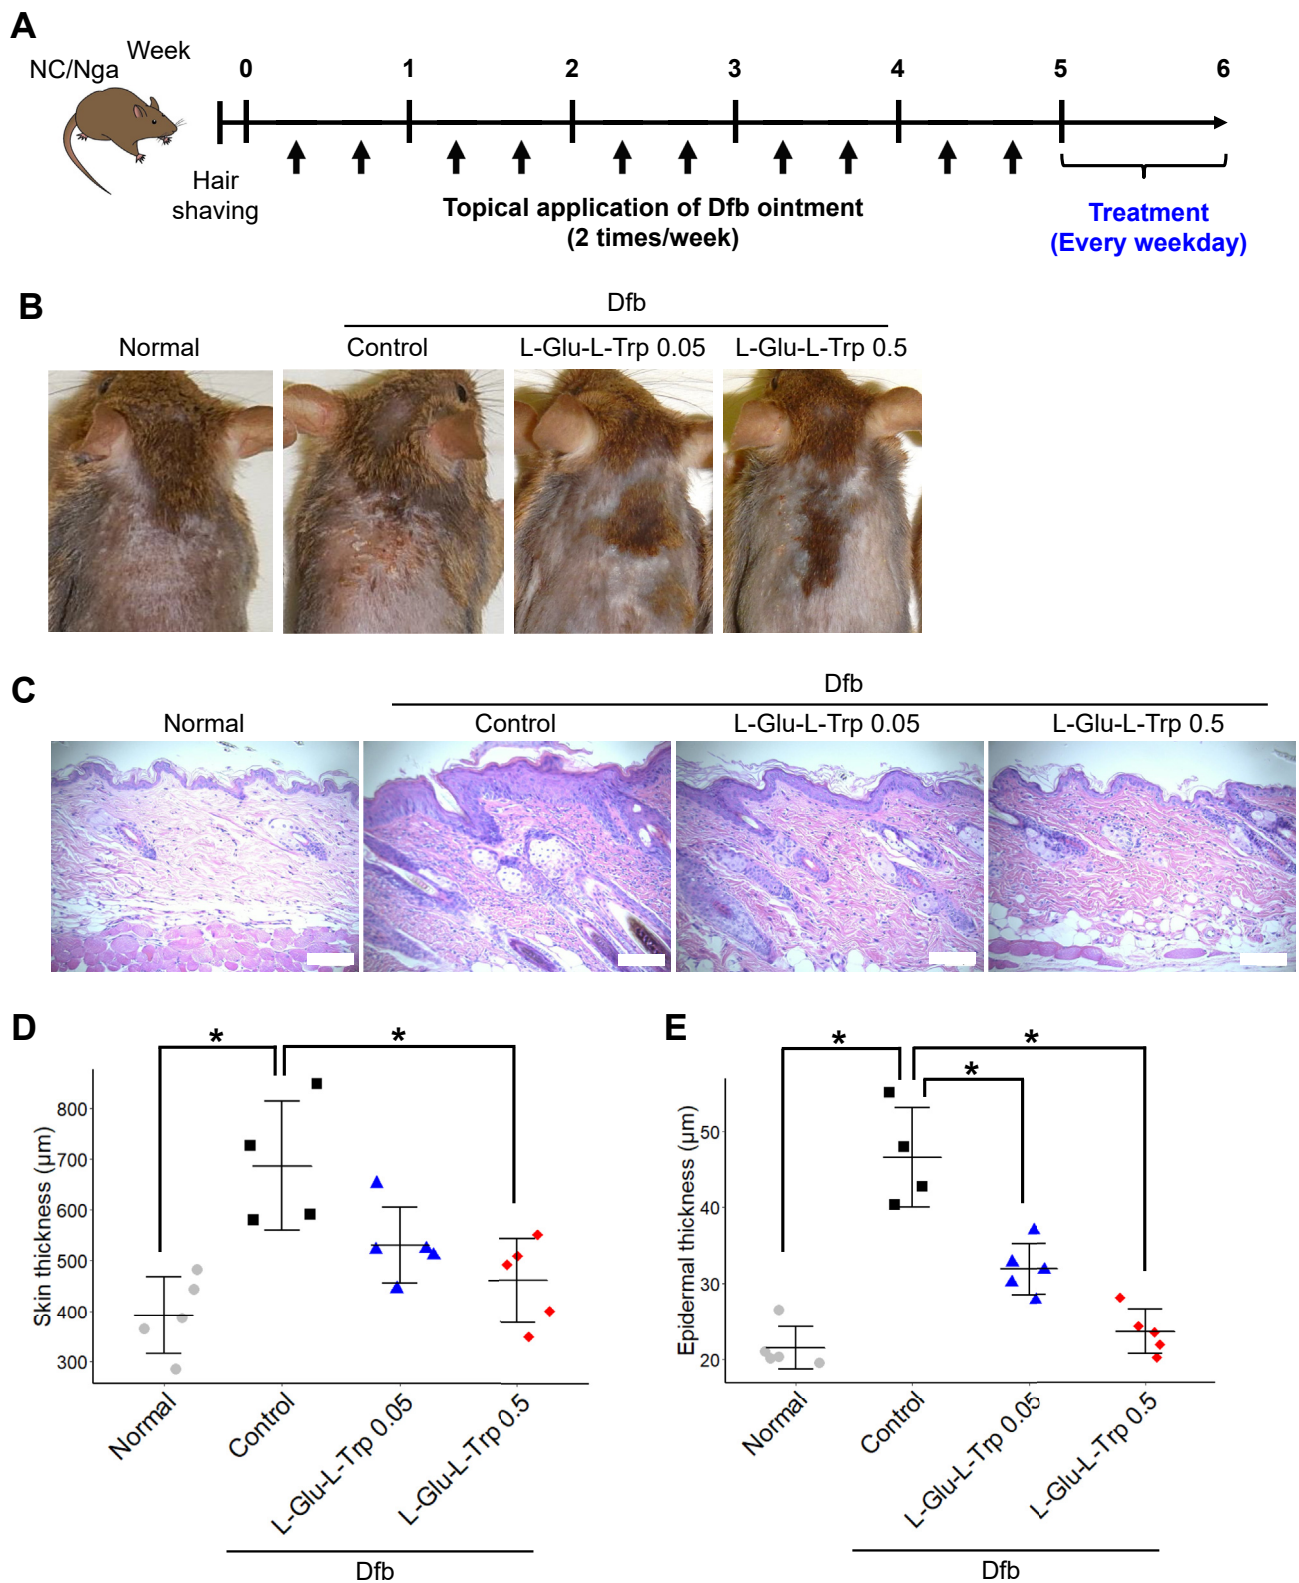 A
Week
NC/Nga
0 1 2 3 4 5 6
Hair
shaving
Topical application of Dfb ointment
(2 times/week)
Treatment
(Every weekday)
B
Dfb
Normal Control L-Glu-L-Trp 0.05 L-Glu-L-Trp 0.5
C
Dfb
Normal Control L-Glu-L-Trp 0.05 L-Glu-L-Trp 0.5
D
* *
Skin thickness (μm)
800
700
600
500
400
300
Normal
Control
L-Glu-L-Trp 0.05
L-Glu-L-Trp 0.5
Dfb
E
* *
*
Epidermal thickness (μm)
50
40
30
20
Normal
Control
L-Glu-L-Trp 0.05
L-Glu-L-Trp 0.5
Dfb